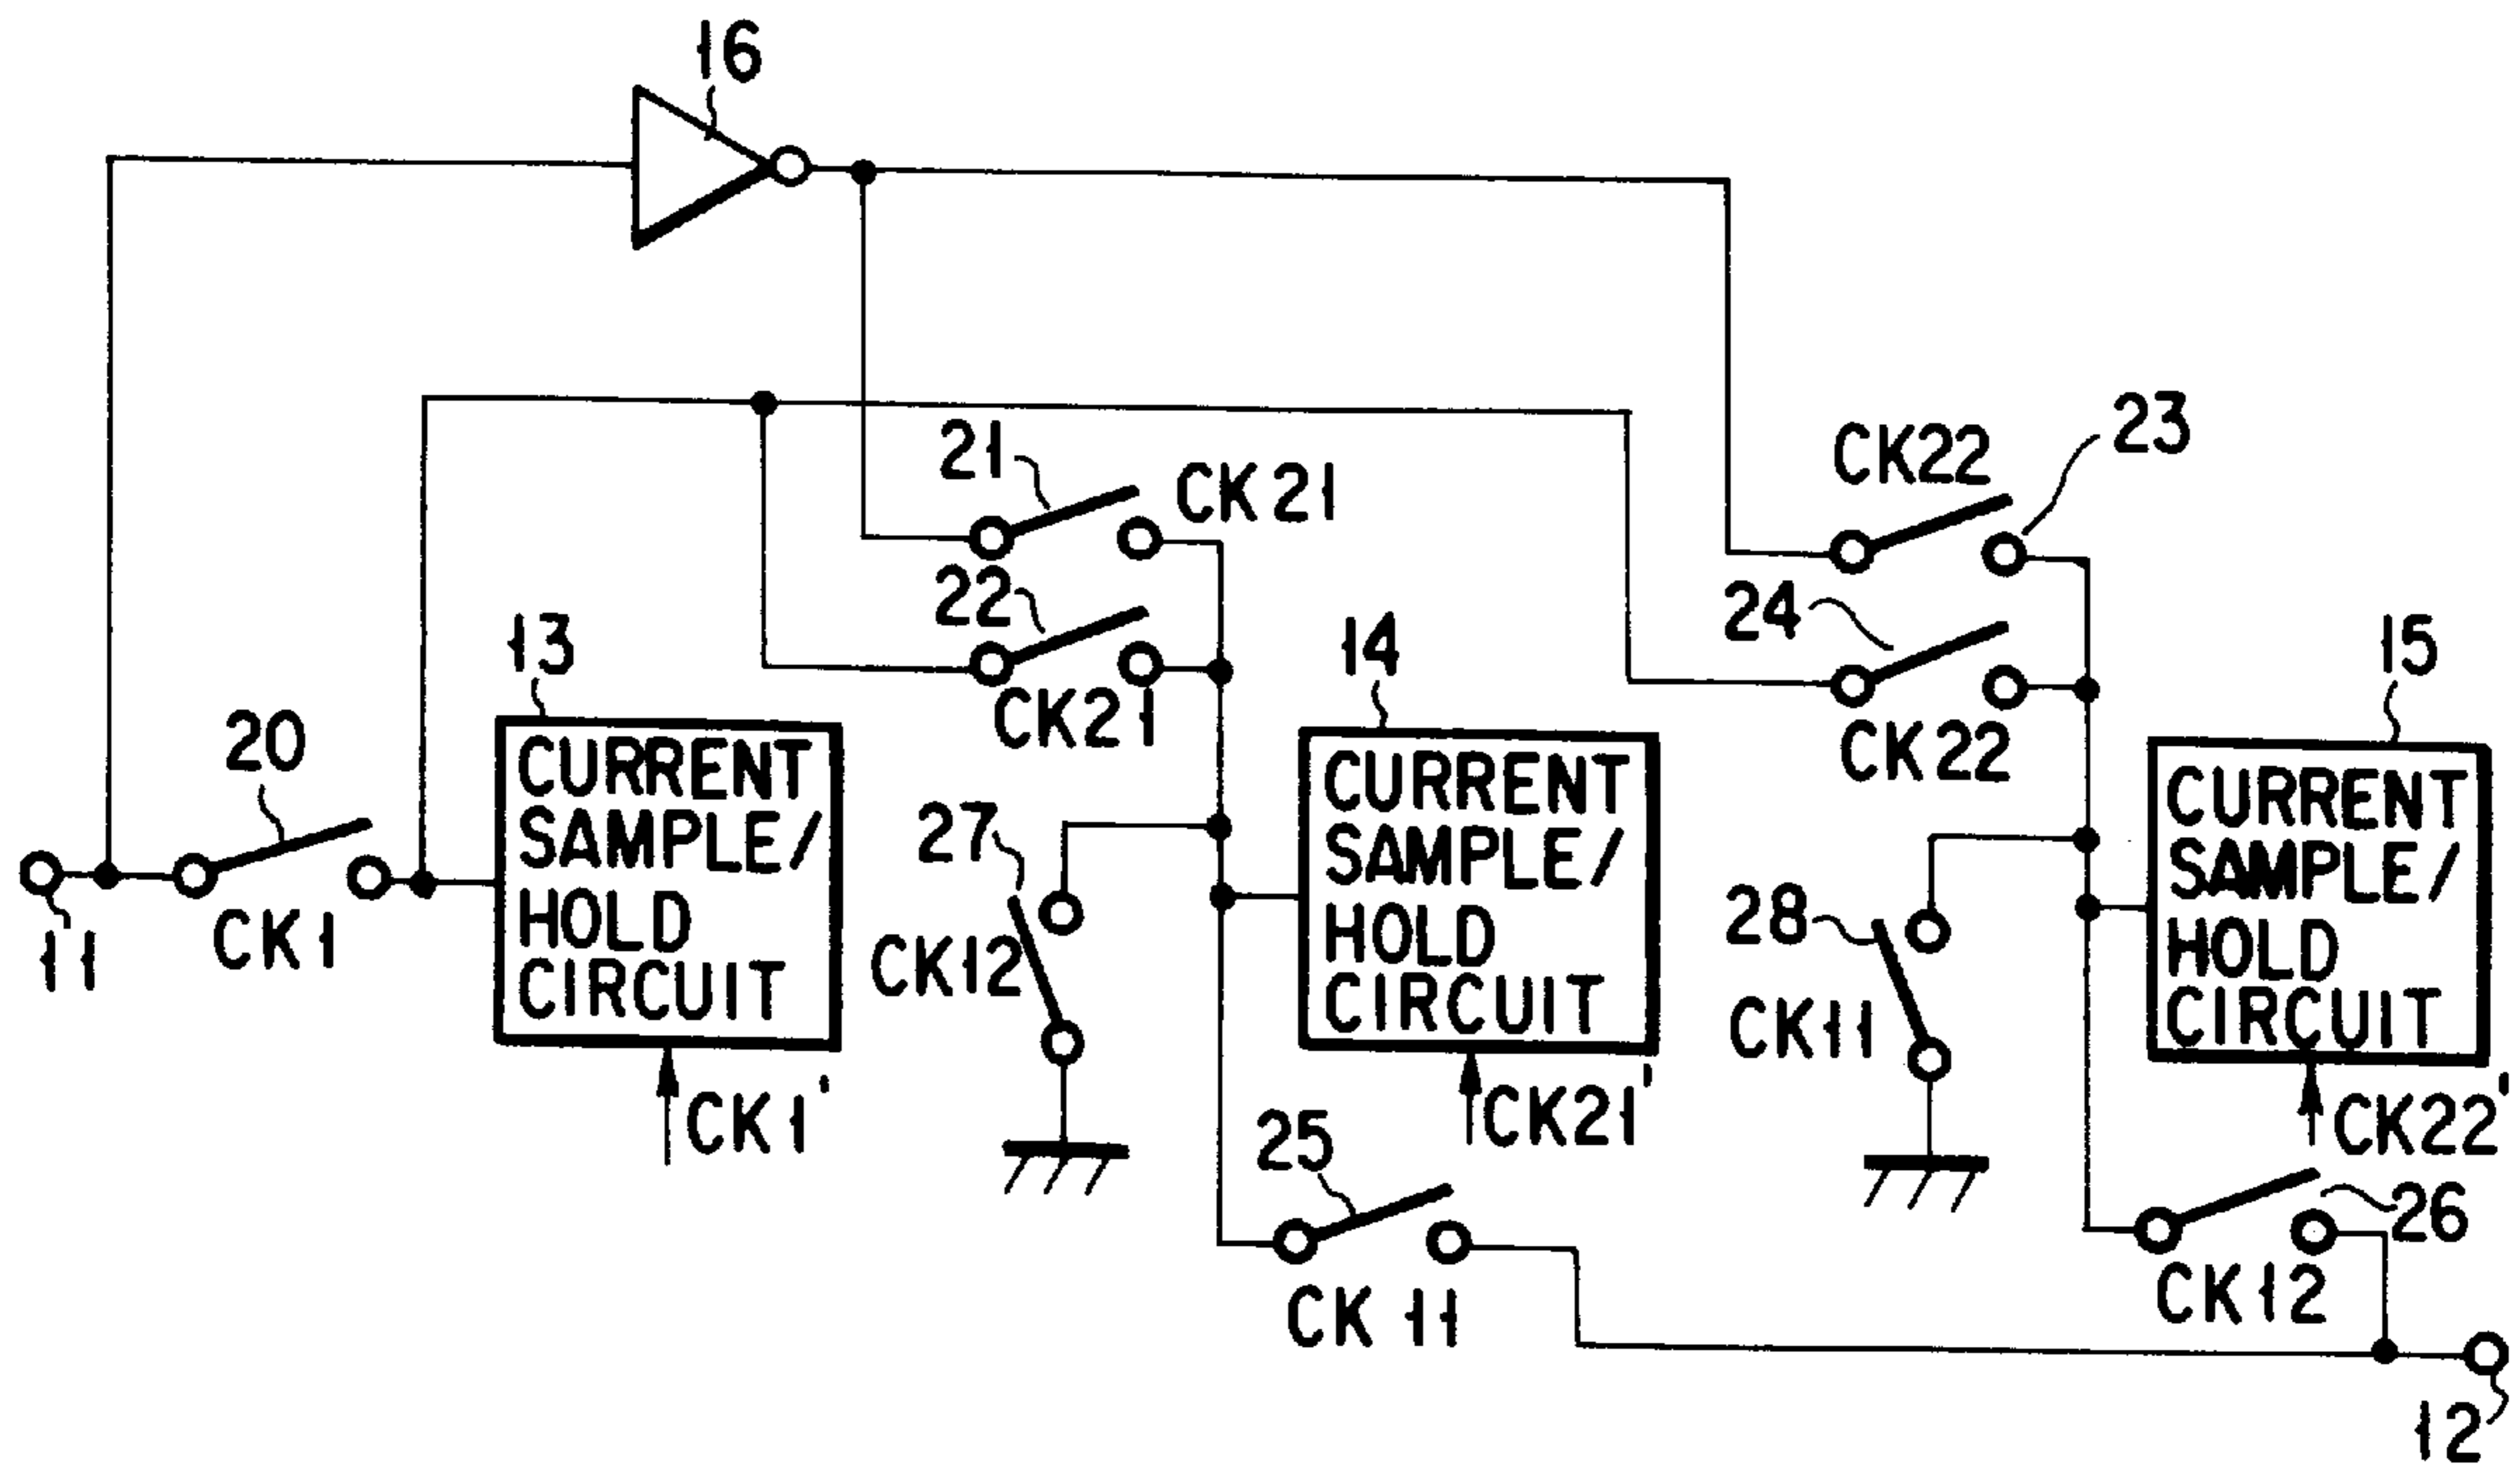 16
21
CK21
CK22
23
22
CK21
24
CK22
13
14
15
20
CK1
11
CURRENT
SAMPLE/
HOLD
CIRCUIT
CK1'
27
CK12
CURRENT
SAMPLE/
HOLD
CIRCUIT
CK21'
28
CK11
CURRENT
SAMPLE/
HOLD
CIRCUIT
CK22'
25
CK 11
26
CK12
12